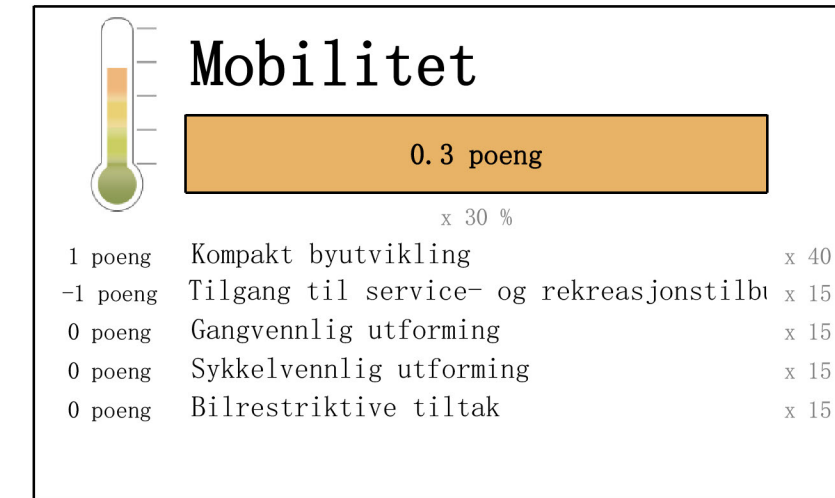 Mobilitet
0.3 poeng
x 30 %
1 poeng Kompakt byutvikling x 40
-1 poeng Tilgang til service- og rekreasjonstilbu x 15
0 poeng Gangvennlig utforming x 15
0 poeng Sykkelvennlig utforming x 15
0 poeng Bilrestriktive tiltak x 15